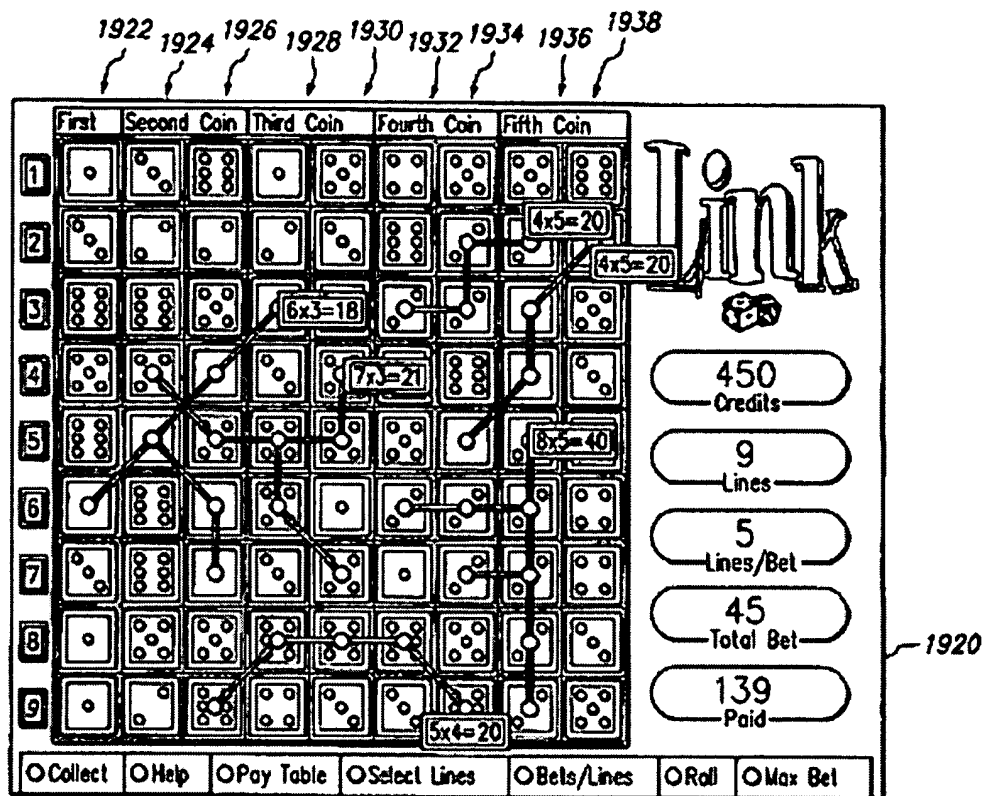 1922 1924 1926 1928 1930 1932 1934 1936 1938
First Second Coin Third Coin Fourth Coin Fifth Coin
Link
1
2
4x5=20
4x5=20
3
6x3=18
4
7x3=21
450
Credits
5
8x5=40
9
Lines
6
5
Lines/Bet
7
45
Total Bet
8
1920
139
Paid
9
5x4=20
Collect Help Pay Table Select Lines Bets/Lines Roll Max Bet